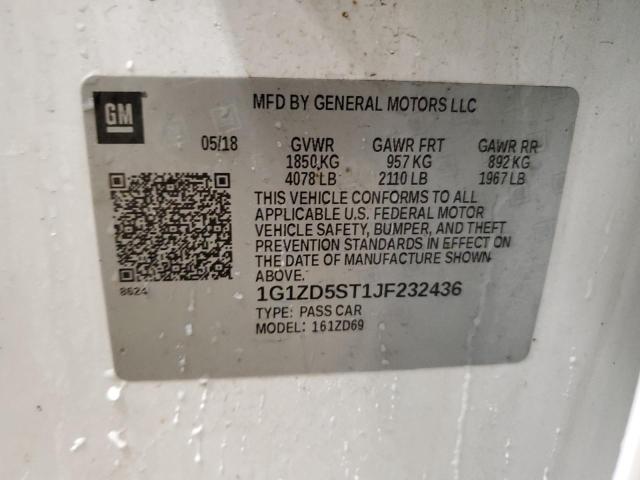 GM
MFD BY GENERAL MOTORS LLC
05/18 GVWR GAWR FRT GAWR RR
1850 KG 957 KG 892 KG
4078 LB 2110 LB 1967 LB
THIS VEHICLE CONFORMS TO ALL
APPLICABLE U.S. FEDERAL MOTOR
VEHICLE SAFETY, BUMPER, AND THEFT
PREVENTION STANDARDS IN EFFECT ON
THE DATE OF MANUFACTURE SHOWN
ABOVE.
8624
1G1ZD5ST1JF232436
TYPE: PASS CAR
MODEL: 161ZD69